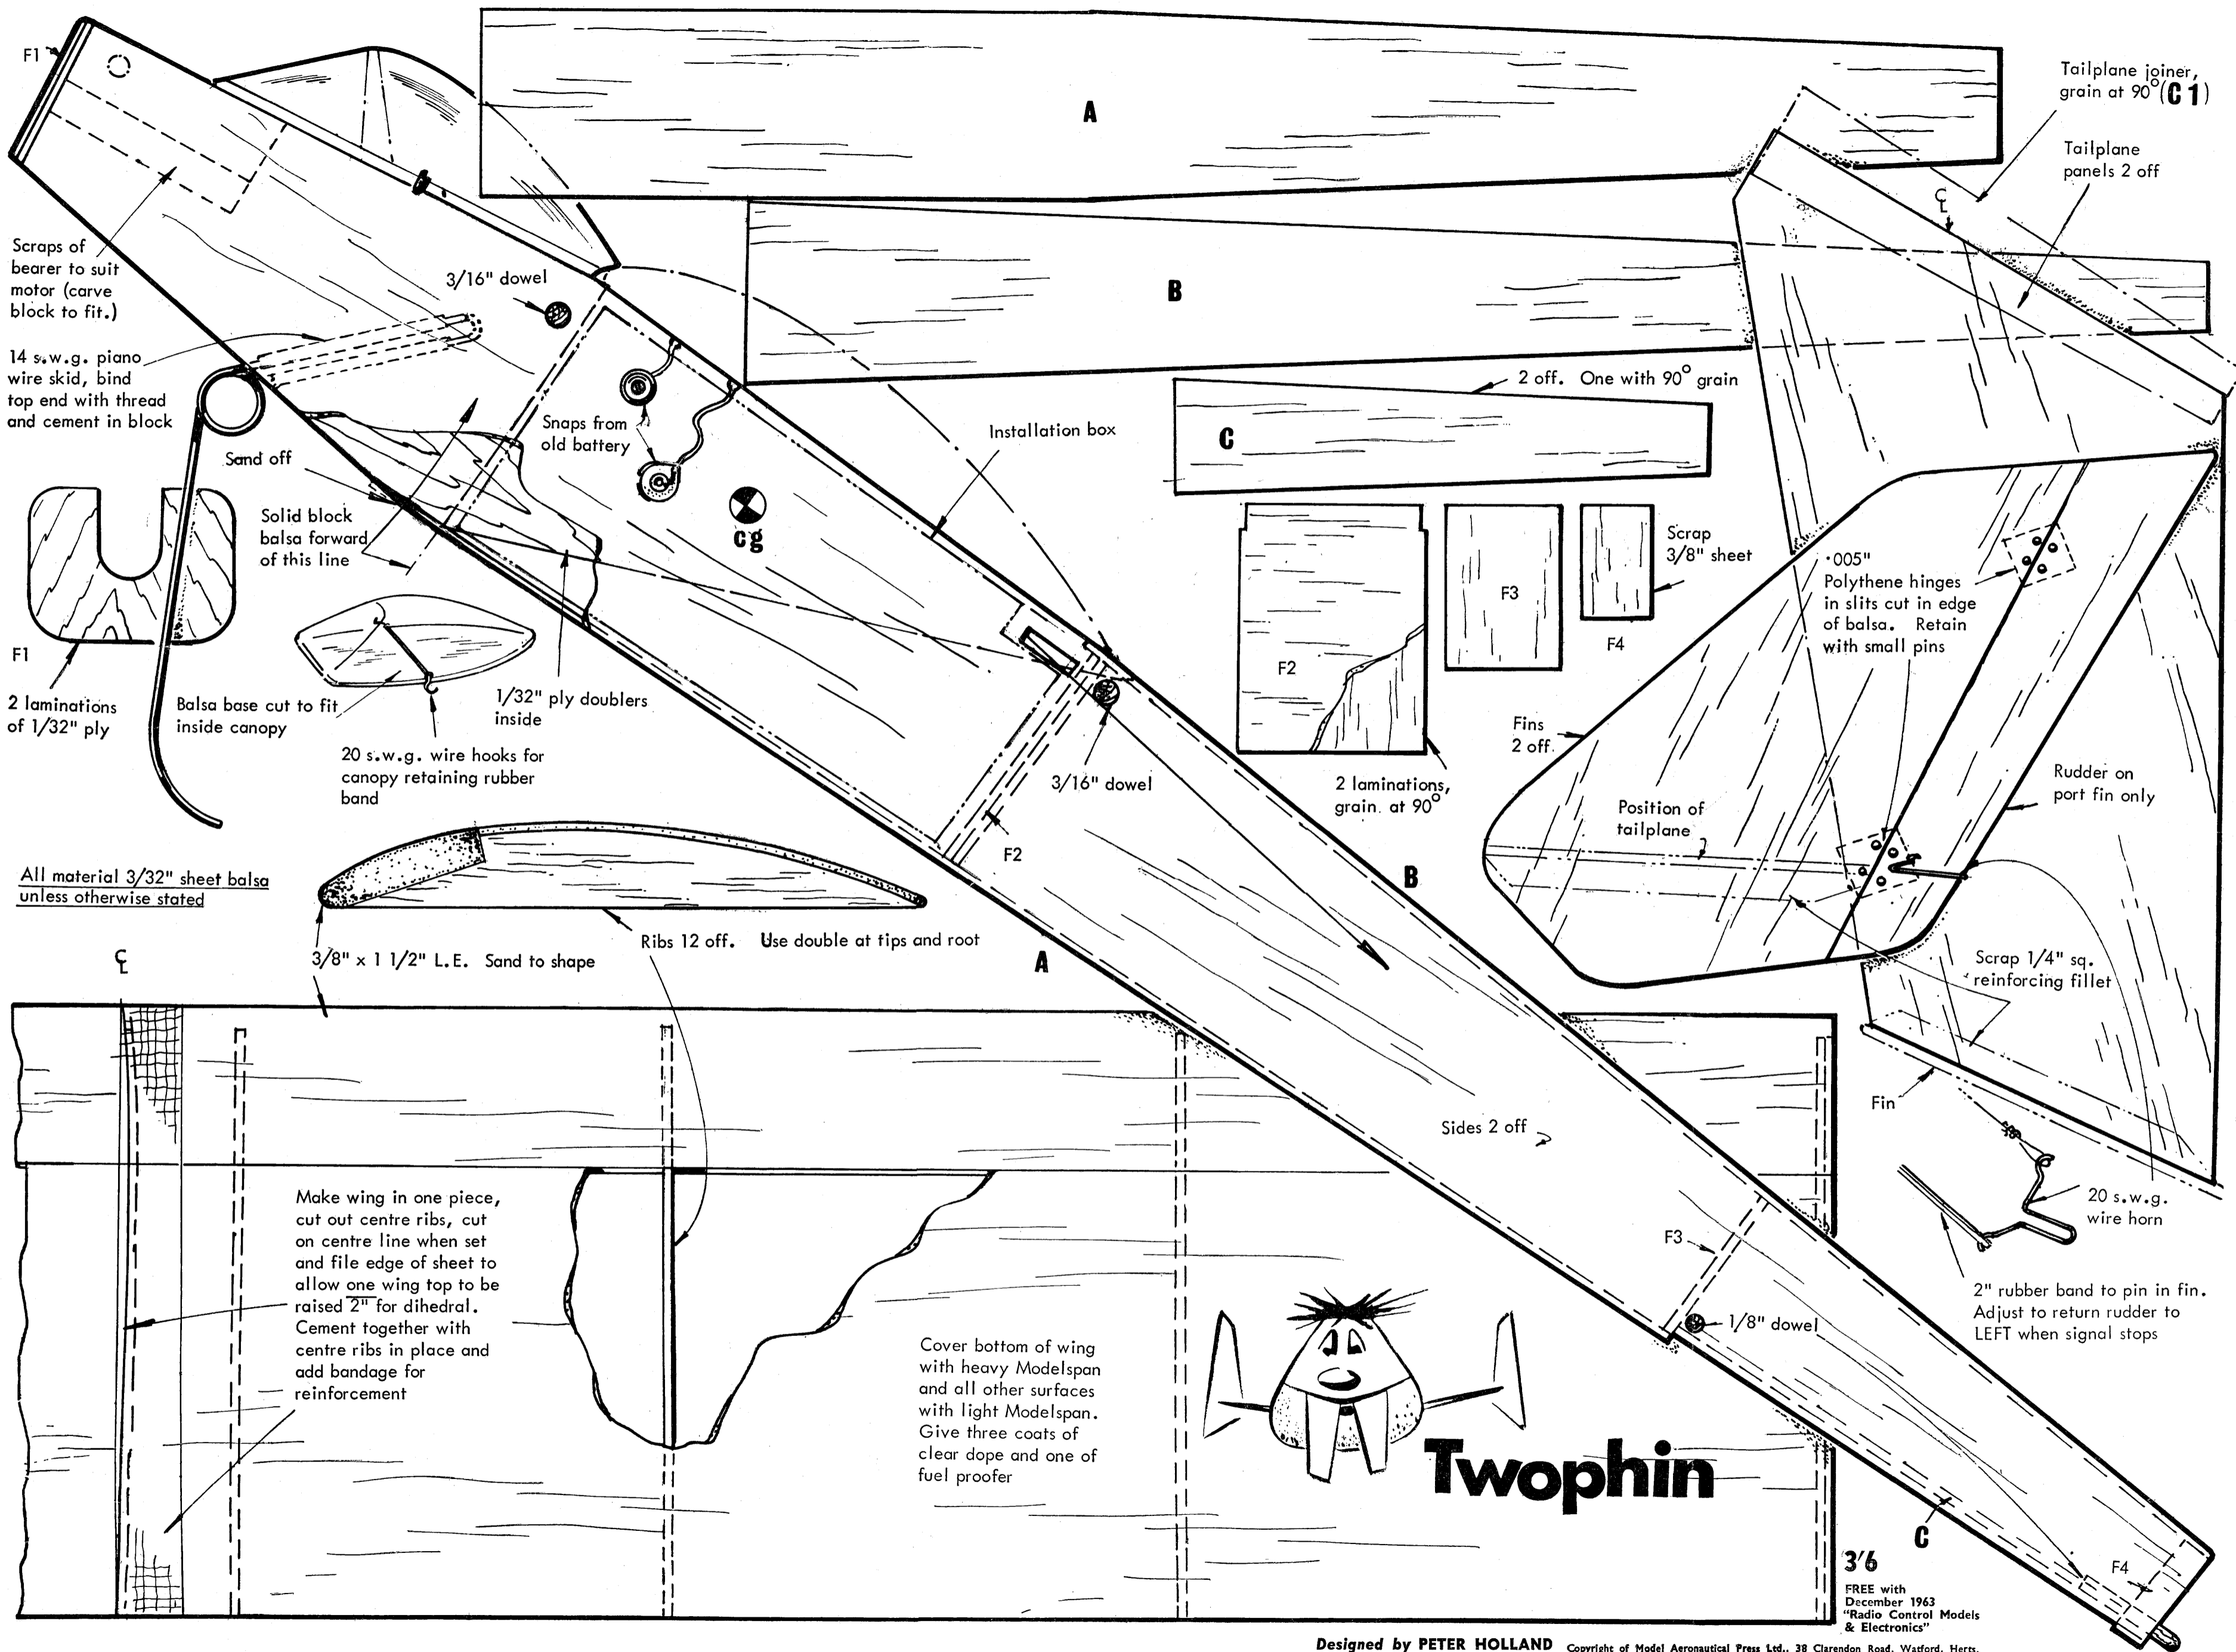 F1
A
Tailplane joiner,
grain at 90° (C1)
Tailplane
panels 2 off
℄
Scraps of
bearer to suit
motor (carve
block to fit.)
3/16" dowel
B
14 s.w.g. piano
wire skid, bind
top end with thread
and cement in block
2 off. One with 90° grain
Snaps from
old battery
Installation box
C
Sand off
Solid block
balsa forward
of this line
cg
Scrap
3/8" sheet
F3
F4
F2
·005"
Polythene hinges
in slits cut in edge
of balsa. Retain
with small pins
F1
2 laminations
of 1/32" ply
Balsa base cut to fit
inside canopy
1/32" ply doublers
inside
20 s.w.g. wire hooks for
canopy retaining rubber
band
Fins
2 off.
3/16" dowel
2 laminations,
grain. at 90°
Rudder on
port fin only
Position of
tailplane
F2
B
All material 3/32" sheet balsa
unless otherwise stated
Ribs 12 off. Use double at tips and root
3/8" x 1 1/2" L.E. Sand to shape
A
℄
Scrap 1/4" sq.
reinforcing fillet
Fin
Sides 2 off
20 s.w.g.
wire horn
F3
Make wing in one piece,
cut out centre ribs, cut
on centre line when set
and file edge of sheet to
allow one wing top to be
raised 2" for dihedral.
Cement together with
centre ribs in place and
add bandage for
reinforcement
2" rubber band to pin in fin.
Adjust to return rudder to
LEFT when signal stops
1/8" dowel
Cover bottom of wing
with heavy Modelspan
and all other surfaces
with light Modelspan.
Give three coats of
clear dope and one of
fuel proofer
Twophin
C
F4
3'6
FREE with
December 1963
"Radio Control Models
& Electronics"
Designed by PETER HOLLAND Copyright of Model Aeronautical Press Ltd., 38 Clarendon Road, Watford, Herts.